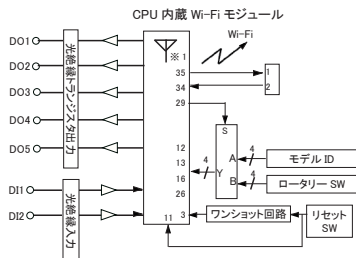 CPU 内蔵 Wi-Fi モジュール
Wi-Fi
DO1
DO2
DO3
DO4
DO5
光絶縁トランジスタ出力
DI1
DI2
光絶縁入力
※1
35
34
29
12
13
16
26
3
11
1
2
S
A
B
Y
4
4
4
モデル ID
ロータリー SW
ワンショット回路
リセット
SW